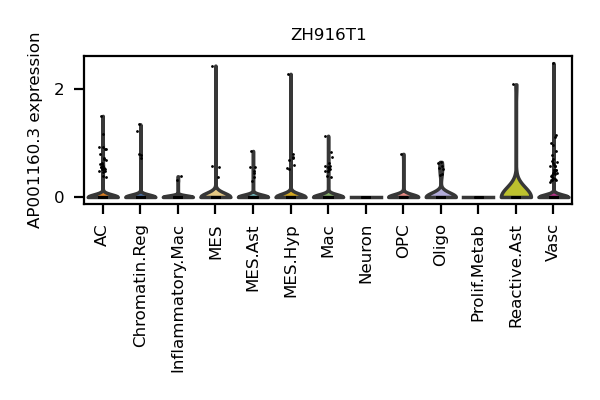 ZH916T1
AP001160.3 expression
2
0
AC
Chromatin.Reg
Inflammatory.Mac
MES
MES.Ast
MES.Hyp
Mac
Neuron
OPC
Oligo
Prolif.Metab
Reactive.Ast
Vasc